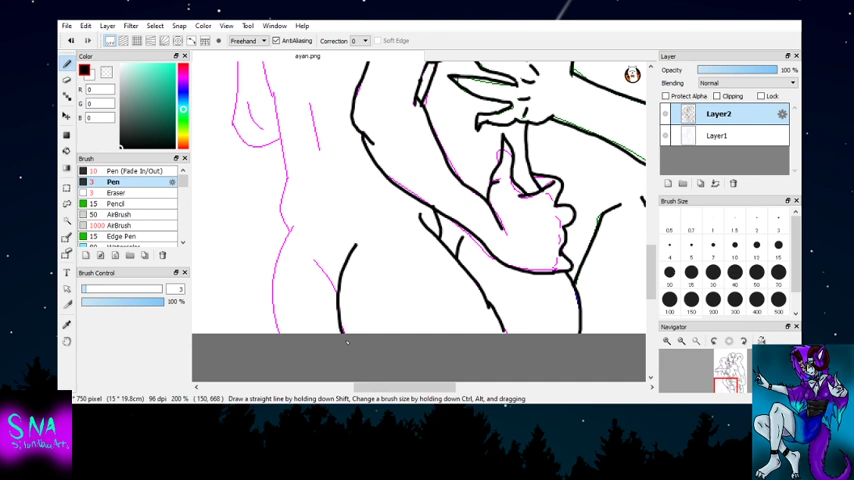 File Edit Layer Filter Select Snap Color View Tool Window Help
Freehand AntiAliasing Correction 0 Soft Edge
ayan.png
Color
R: 0
G: 0
B: 0
Brush
10 Pen (Fade In/Out)
3 Pen
3 Eraser
15 Pencil
50 AirBrush
1000 AirBrush
15 Edge Pen
Brush Control
3
100 %
Layer
Opacity 100 %
Blending Normal
Protect Alpha Clipping Lock
Layer2
Layer1
Brush Size
0.5 0.7 1 1.5 2 3
4 5 7 10 12 15
20 25 30 40 50 70
100 150 200 300 400 500
Navigator
* 750 pixel (15 * 19.8cm) 96 dpi 200 % ( 150, 668 ) Draw a straight line by holding down Shift, Change a brush size by holding down Ctrl, Alt, and dragging
SNA